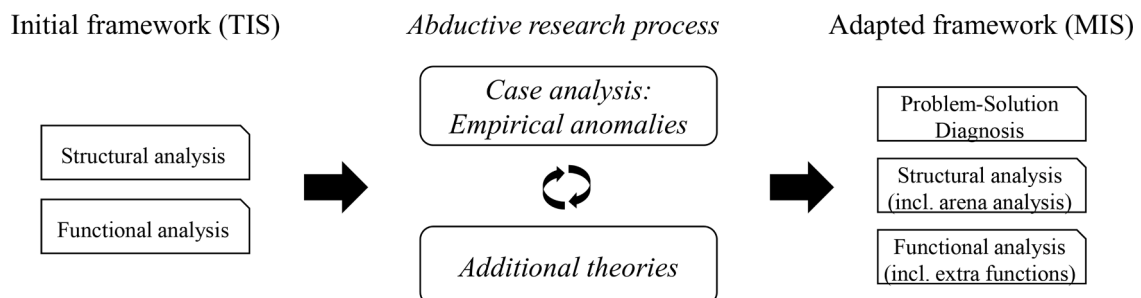 Initial framework (TIS)
Structural analysis
Functional analysis
Abductive research process
Case analysis:
Empirical anomalies
Additional theories
Adapted framework (MIS)
Problem-Solution
Diagnosis
Structural analysis
(incl. arena analysis)
Functional analysis
(incl. extra functions)